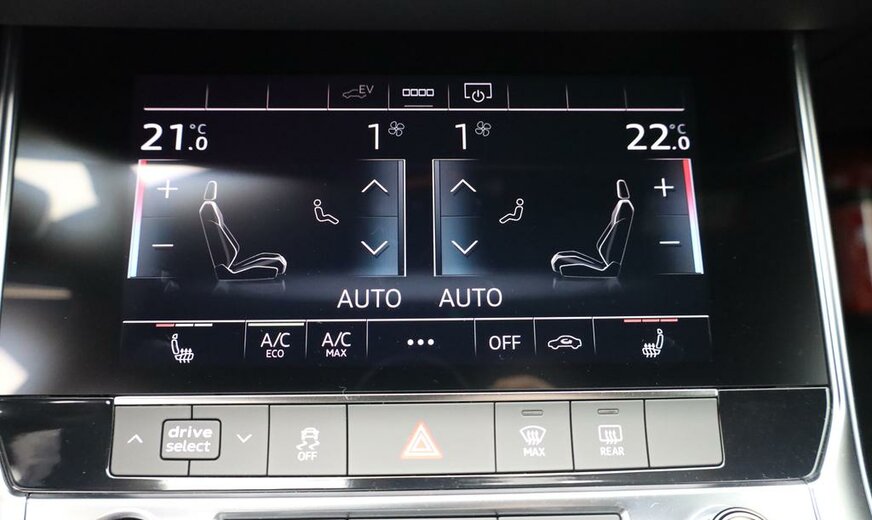 EV
21.0 °C 1 1 22.0 °C
+ +
− −
AUTO AUTO
A/C ECO A/C MAX ••• OFF
drive select OFF MAX REAR